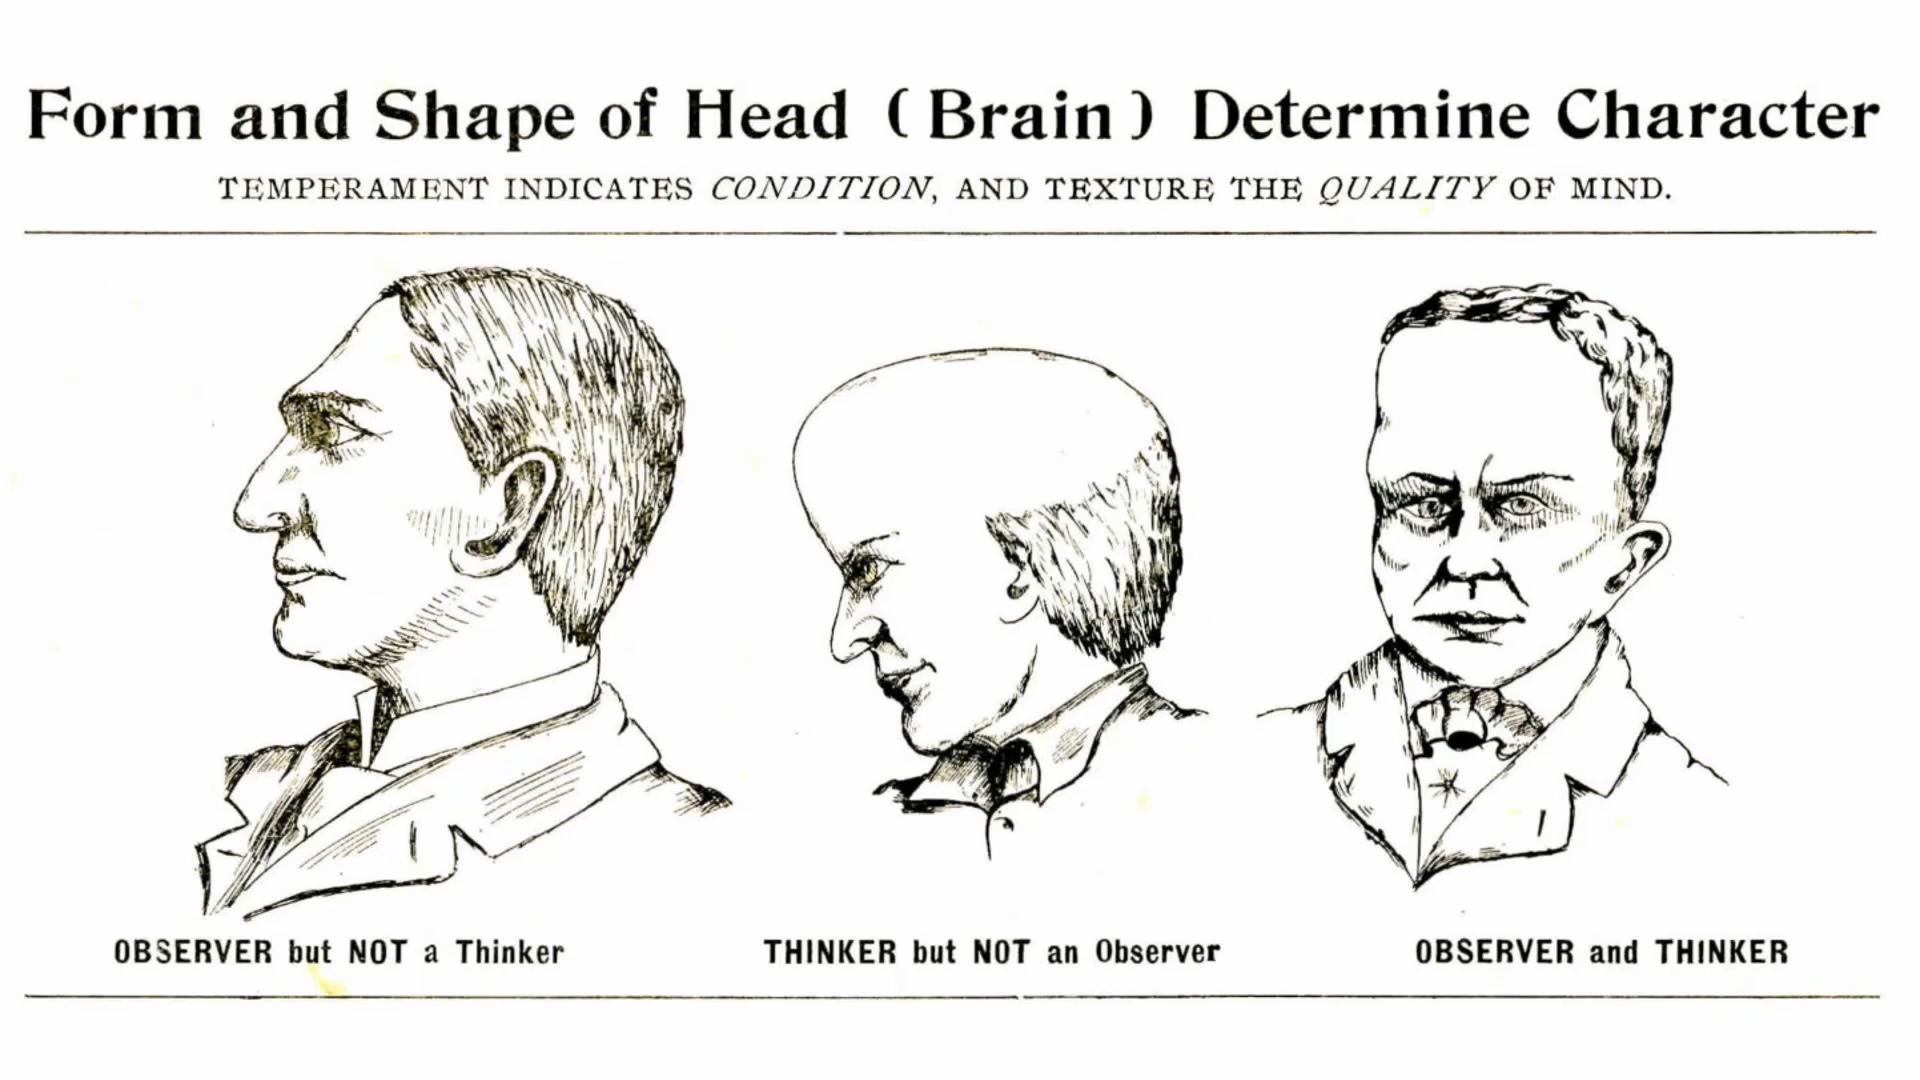 Form and Shape of Head (Brain) Determine Character
TEMPERAMENT INDICATES CONDITION, AND TEXTURE THE QUALITY OF MIND.
OBSERVER but NOT a Thinker
THINKER but NOT an Observer
OBSERVER and THINKER